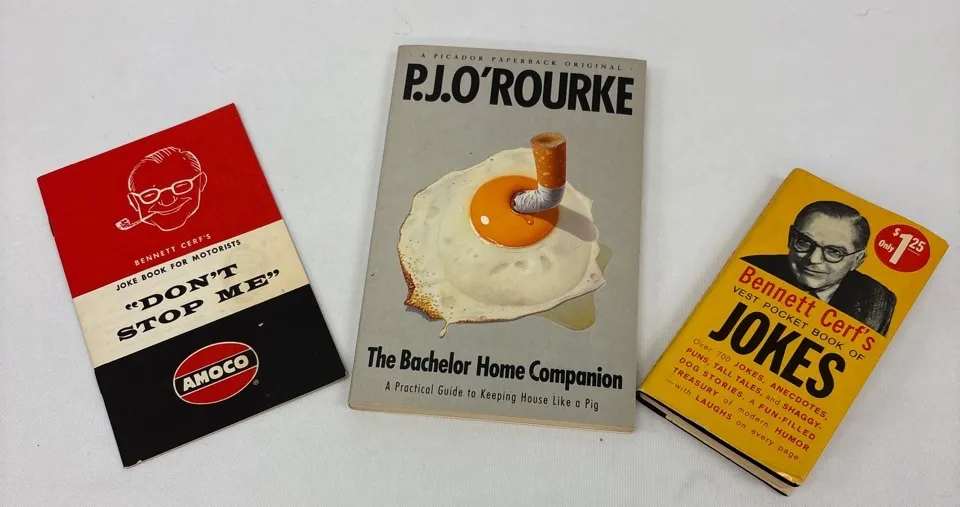 BENNETT CERF'S
JOKE BOOK FOR MOTORISTS
"DON'T
STOP ME"
AMOCO
®
A PICADOR PAPERBACK ORIGINAL
P.J.O'ROURKE
The Bachelor Home Companion
A Practical Guide to Keeping House Like a Pig
Only $1.25
Bennett Cerf's
VEST POCKET BOOK OF
JOKES
Over 700 JOKES, ANECDOTES,
PUNS, TALL TALES, and SHAGGY-
DOG STORIES. A FUN-FILLED
TREASURY of modern HUMOR
—with LAUGHS on every page